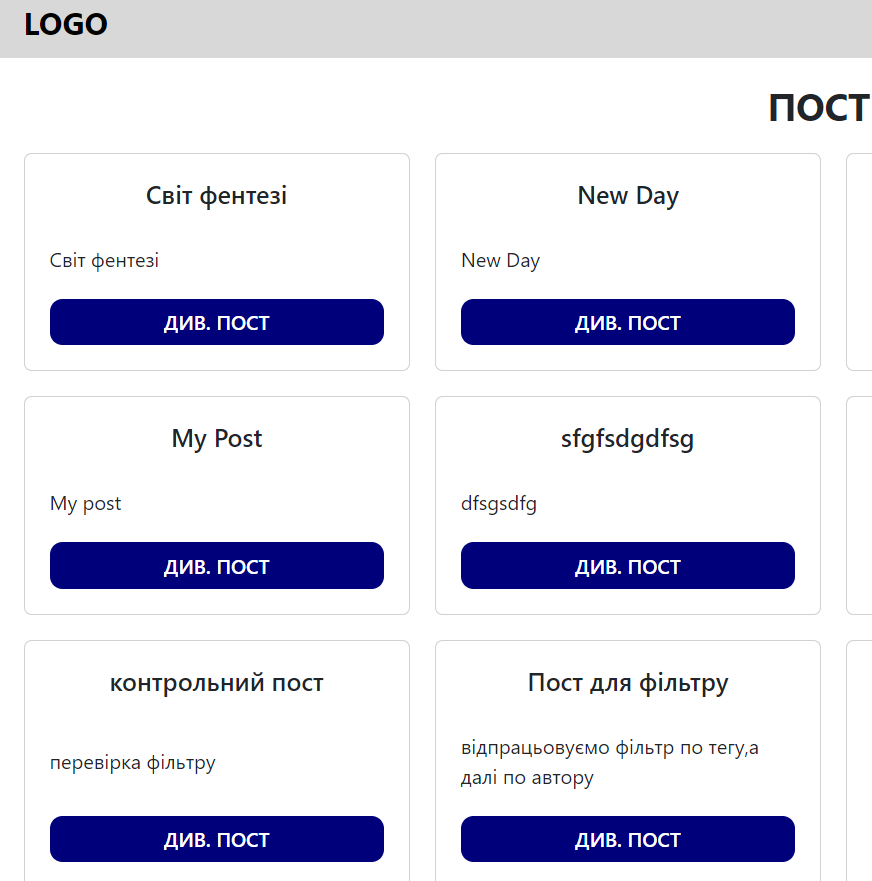 LOGO
ПОСТ
Світ фентезі
Світ фентезі
ДИВ. ПОСТ
New Day
New Day
ДИВ. ПОСТ
My Post
My post
ДИВ. ПОСТ
sfgfsdgdfsg
dfsgsdfg
ДИВ. ПОСТ
контрольний пост
перевірка фільтру
ДИВ. ПОСТ
Пост для фільтру
відпрацьовуємо фільтр по тегу,а
далі по автору
ДИВ. ПОСТ